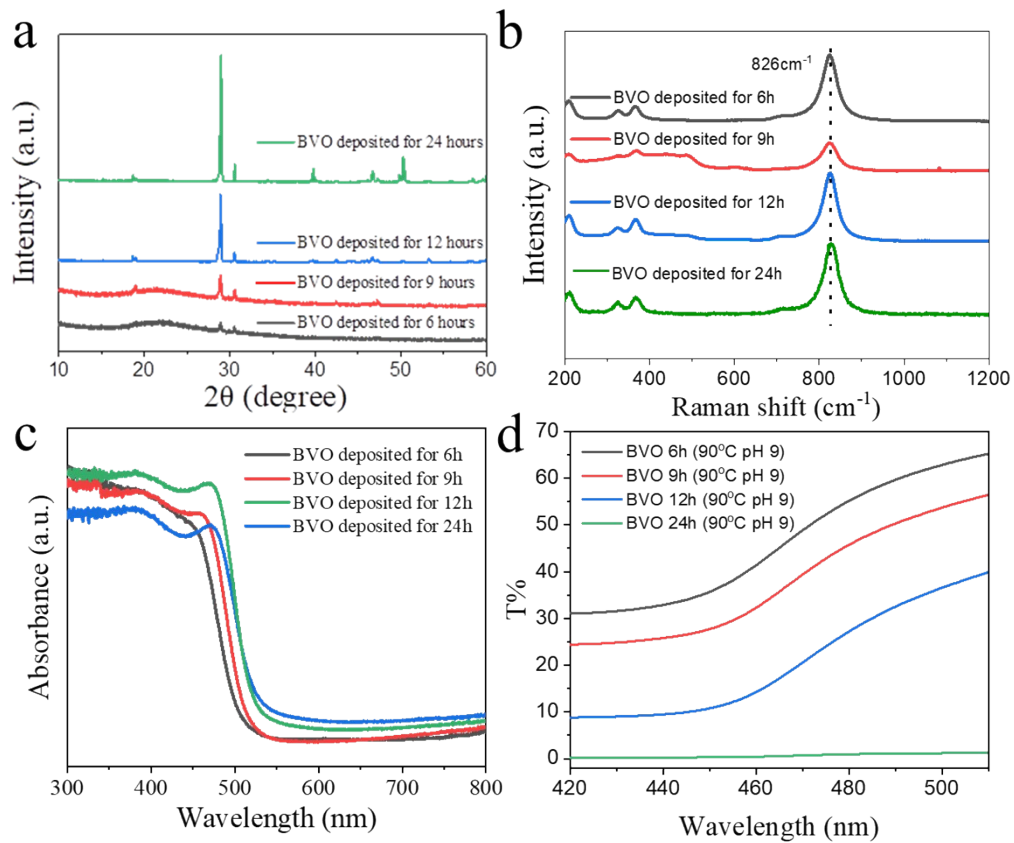 a
Intensity (a.u.)
BVO deposited for 24 hours
BVO deposited for 12 hours
BVO deposited for 9 hours
BVO deposited for 6 hours
10 20 30 40 50 60
2θ (degree)
b
Intensity (a.u.)
826cm-1
BVO deposited for 6h
BVO deposited for 9h
BVO deposited for 12h
BVO deposited for 24h
200 400 600 800 1000 1200
Raman shift (cm-1)
c
Absorbance (a.u.)
BVO deposited for 6h
BVO deposited for 9h
BVO deposited for 12h
BVO deposited for 24h
300 400 500 600 700 800
Wavelength (nm)
d
T%
70
60
50
40
30
20
10
0
BVO 6h (90°C pH 9)
BVO 9h (90°C pH 9)
BVO 12h (90°C pH 9)
BVO 24h (90°C pH 9)
420 440 460 480 500
Wavelength (nm)